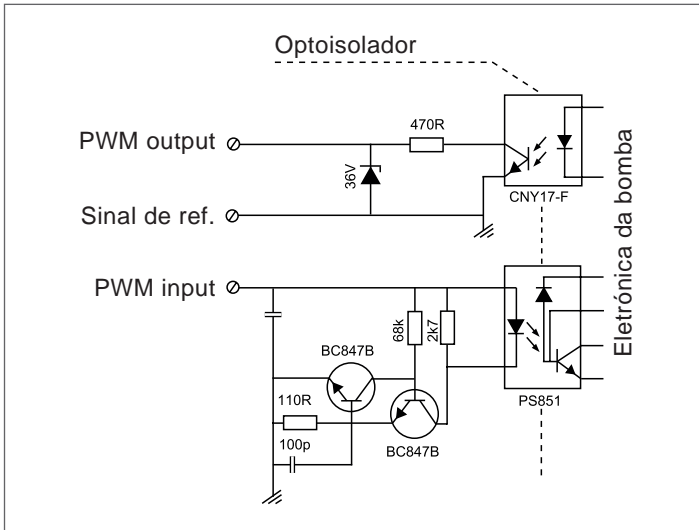 Optoisolador
470R
PWM output
36V
CNY17-F
Sinal de ref.
Eletrónica da bomba
PWM input
68k
2k7
BC847B
PS851
110R
100p
BC847B